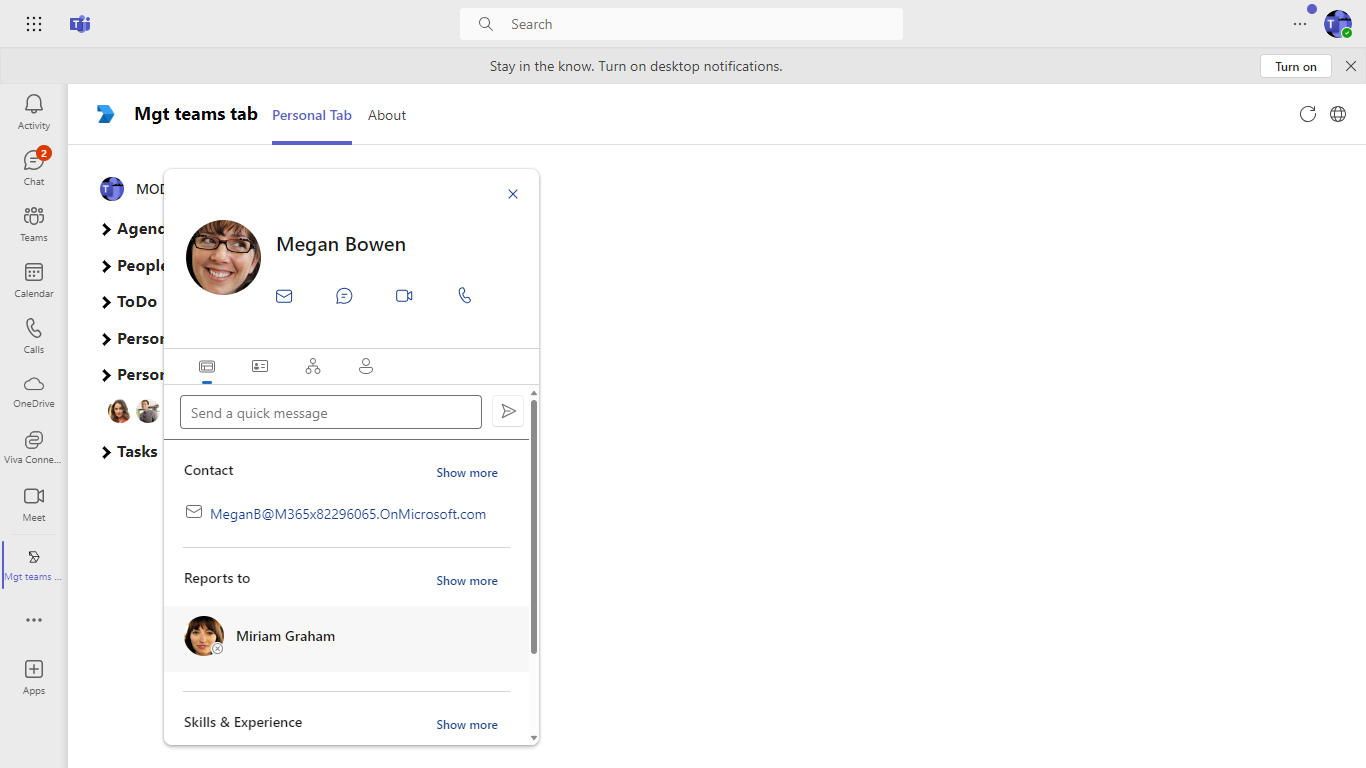 Search
Stay in the know. Turn on desktop notifications.
Turn on
Activity
2
Chat
Teams
Calendar
Calls
OneDrive
Viva Conne...
Meet
Mgt teams ...
Apps
Mgt teams tab
Personal Tab
About
MOD
Agend
People
ToDo
Person
Person
Tasks
Megan Bowen
Send a quick message
Contact
Show more
MeganB@M365x82296065.OnMicrosoft.com
Reports to
Show more
Miriam Graham
Skills & Experience
Show more